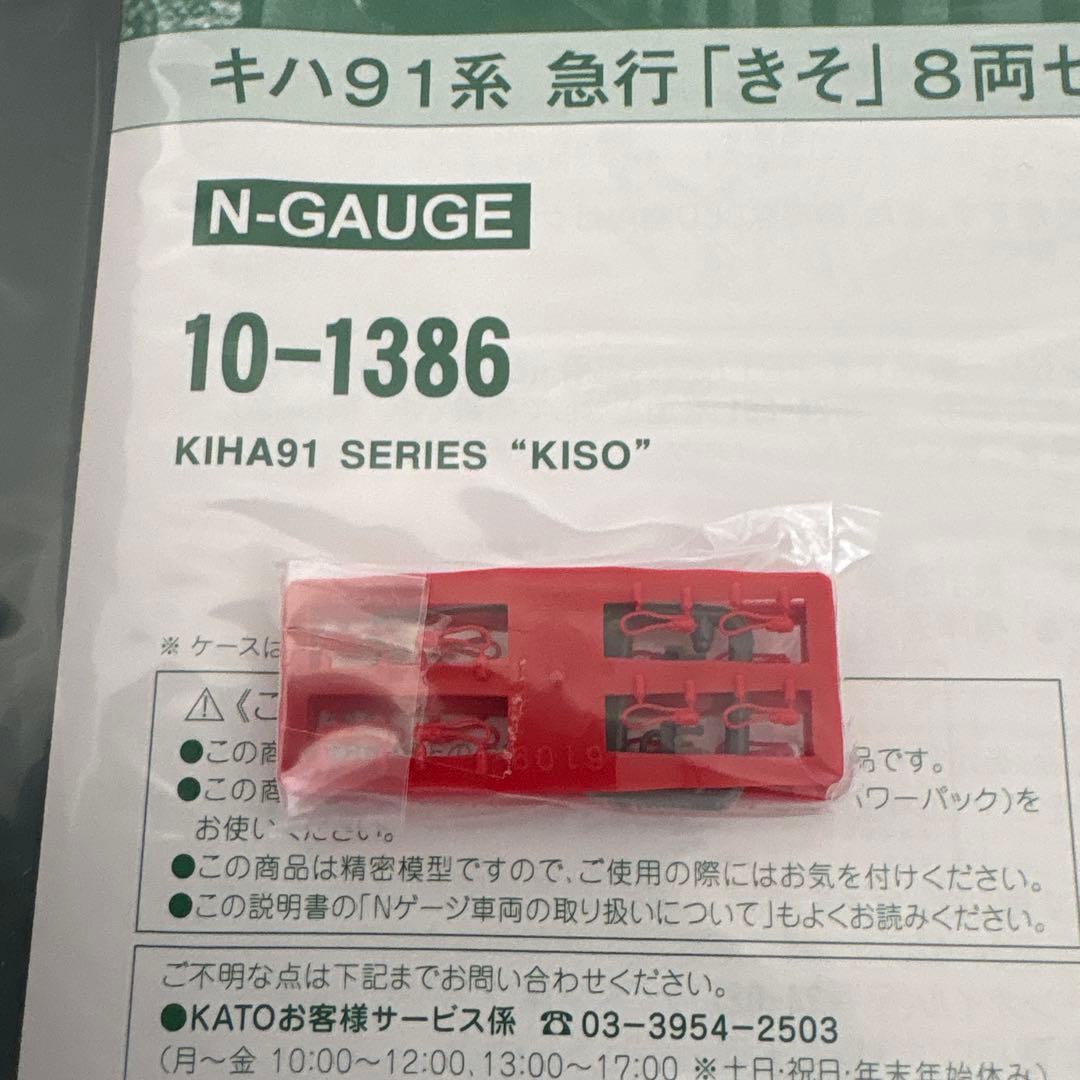 キハ91系 急行「きそ」8両セ
N-GAUGE
10-1386
KIHA91 SERIES “KISO”
※ ケースは
⚠《こ
●この商 品です。
●この商 パワーパック)を
お使いください。
●この商品は精密模型ですので、ご使用の際にはお気を付けください。
●この説明書の「Nゲージ車両の取り扱いについて」もよくお読みください。
ご不明な点は下記までお問い合わせください。
●KATOお客様サービス係 ☎03-3954-2503
(月～金 10:00～12:00、13:00～17:00 ※土日・祝日・年末年始休み)